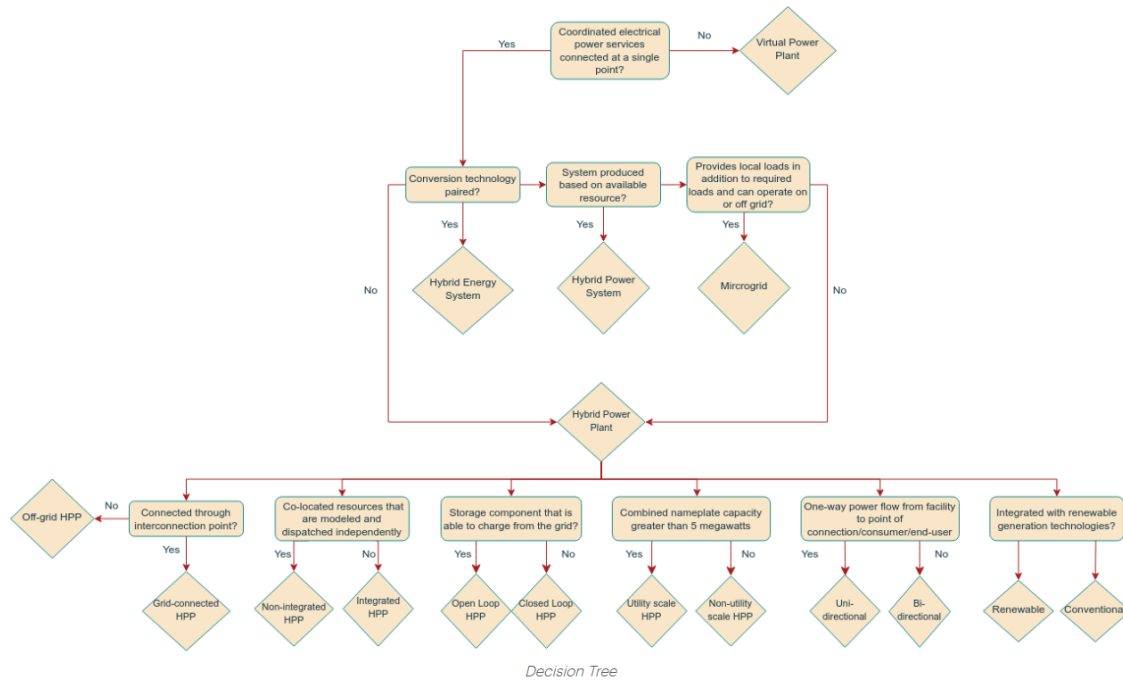 Coordinated electrical
power services
connected at a single
point?
Yes
No
Virtual Power
Plant
Conversion technology
paired?
System produced
based on available
resource?
Provides local loads in
addition to required
loads and can operate on
or off grid?
Yes
Yes
Yes
No
Hybrid Energy
System
Hybrid Power
System
Mircrogrid
No
Hybrid Power
Plant
Off-grid HPP
No
Connected through
interconnection point?
Co-located resources that
are modeled and
dispatched independently
Storage component that is
able to charge from the grid?
Combined nameplate capacity
greater than 5 megawatts
One-way power flow from facility
to point of
connection/consumer/end-user
Integrated with renewable
generation technologies?
Yes
Yes
No
Yes
No
Yes
No
Yes
No
Grid-connected
HPP
Non-integrated
HPP
Integrated
HPP
Open Loop
HPP
Closed Loop
HPP
Utility scale
HPP
Non-utility
scale HPP
Uni-
directional
Bi-
directional
Renewable
Conventional
Decision Tree